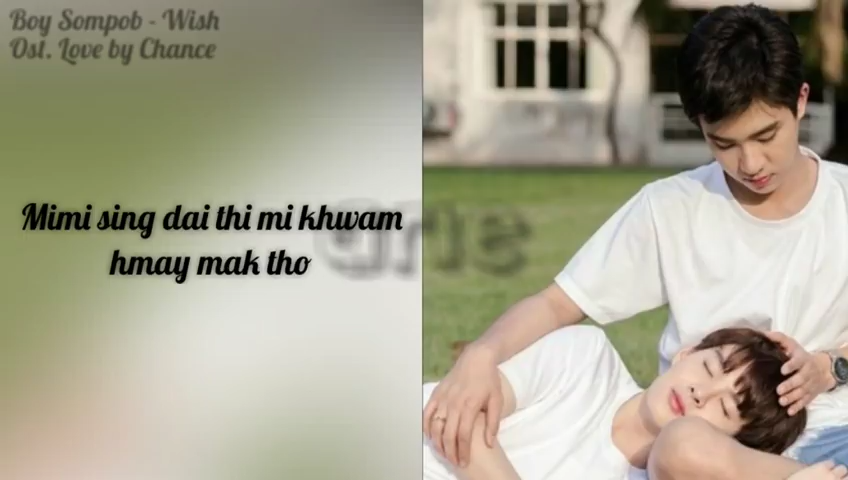 Boy Sompob - Wish
Ost. Love by Chance
Mimi sing dai thi mi khwam
hmay mak tho